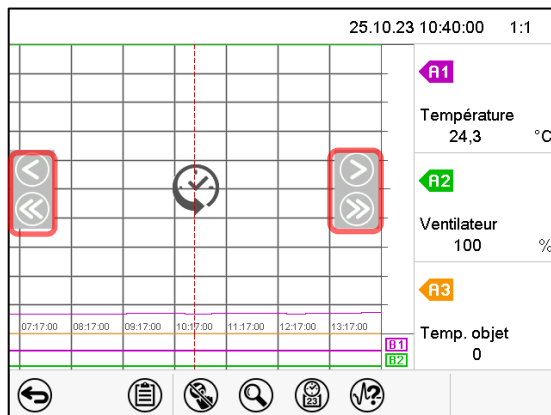 25.10.23 10:40:00 1:1
A1
Température
24,3 °C
A2
Ventilateur
100 %
A3
Temp. objet
0
07:17:00 08:17:00 09:17:00 10:17:00 11:17:00 12:17:00 13:17:00
B1
B2
23
?